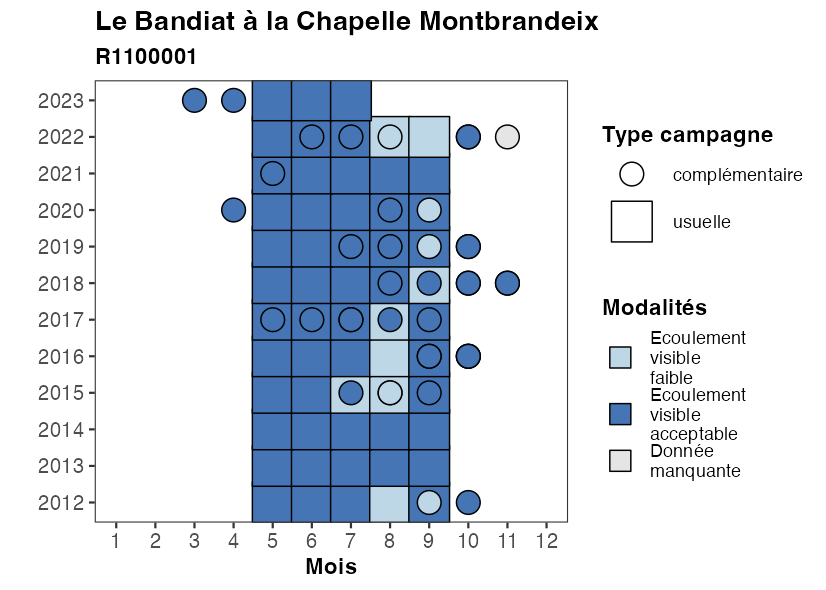 Le Bandiat à la Chapelle Montbrandeix
R1100001
2023
2022
2021
2020
2019
2018
2017
2016
2015
2014
2013
2012
1 2 3 4 5 6 7 8 9 10 11 12
Mois
Type campagne
complémentaire
usuelle
Modalités
Ecoulement
visible
faible
Ecoulement
visible
acceptable
Donnée
manquante